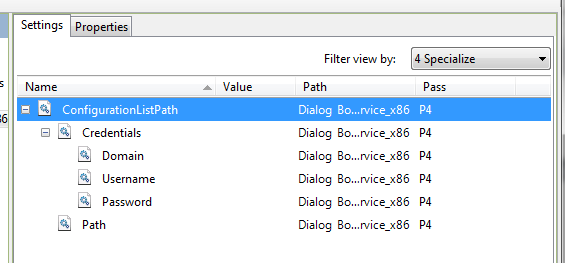 Settings Properties
Filter view by: 4 Specialize
Name Value Path Pass
ConfigurationListPath Dialog Bo...rvice_x86 P4
Credentials Dialog Bo...rvice_x86 P4
Domain Dialog Bo...rvice_x86 P4
Username Dialog Bo...rvice_x86 P4
Password Dialog Bo...rvice_x86 P4
Path Dialog Bo...rvice_x86 P4